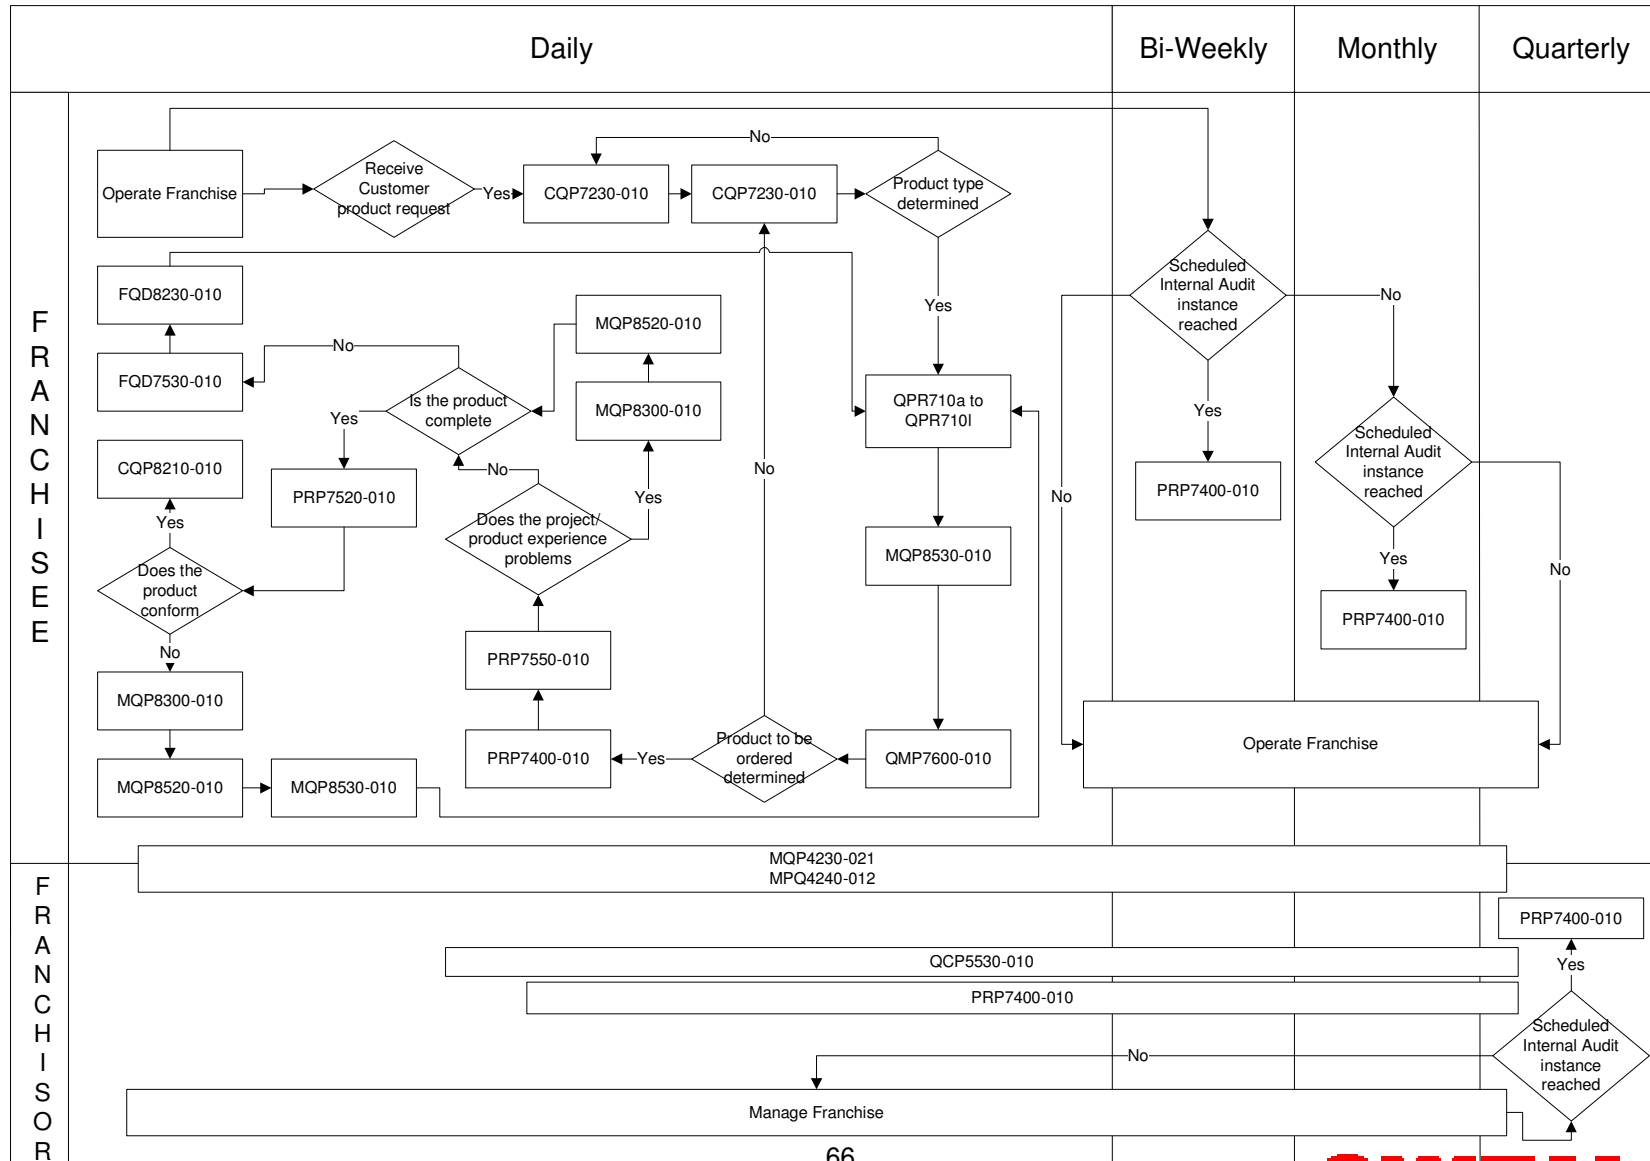 Daily
Bi-Weekly
Monthly
Quarterly
F
R
A
N
C
H
I
S
E
E
Operate Franchise
Receive
Customer
product request
Yes
CQP7230-010
CQP7230-010
No
Product type
determined
Yes
FQD8230-010
FQD7530-010
No
MQP8520-010
MQP8300-010
Is the product
complete
Yes
CQP8210-010
PRP7520-010
No
Yes
Yes
Does the
product
conform
No
Does the project/
product experience
problems
PRP7550-010
PRP7400-010
Yes
Product to be
ordered
determined
No
QPR710a to
QPR710l
MQP8530-010
QMP7600-010
MQP8300-010
MQP8520-010
MQP8530-010
Scheduled
Internal Audit
instance
reached
No
No
Yes
PRP7400-010
Scheduled
Internal Audit
instance
reached
Yes
No
PRP7400-010
Operate Franchise
MQP4230-021
MPQ4240-012
F
R
A
N
C
H
I
S
O
R
QCP5530-010
PRP7400-010
PRP7400-010
Yes
Scheduled
Internal Audit
instance
reached
No
Manage Franchise
66